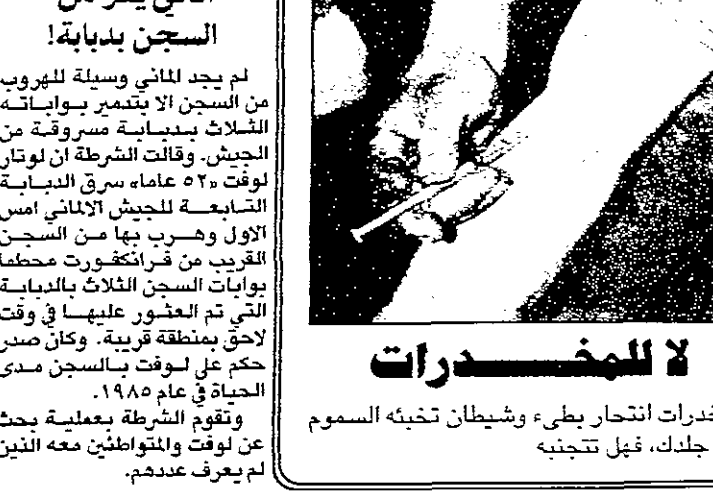 السجن بدبابة!
لم يجد الماني وسيلة للهروب
من السجن الا بتدمير بواباته
الثلاث بدبابة مسروقة من
الجيش. وقالت الشرطة ان لوتار
لوفت «٥٢ عاما» سرق الدبابة
التابعة للجيش الالماني امس
الاول وهرب بها من السجن
القريب من فرانكفورت محطما
بوابات السجن الثلاث بالدبابة
التي تم العثور عليها في وقت
لاحق بمنطقة قريبة. وكان صدر
حكم على لوفت بالسجن مدى
الحياة في عام ١٩٨٥.
وتقوم الشرطة بعملية بحث
عن لوفت والمتواطئين معه الذين
لم يعرف عددهم.
لا للمخدرات
خدرات انتحار بطيء وشيطان تخبئه السموم
جلدك، فهل تتجنبه